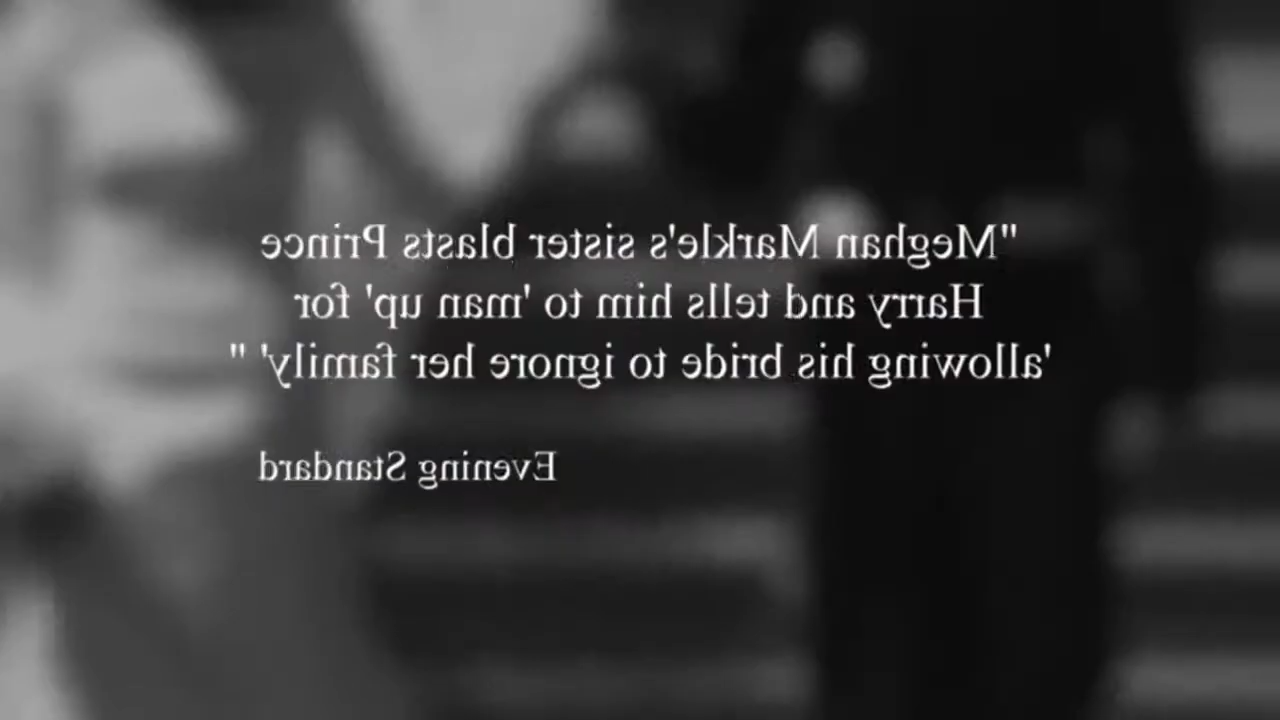 "Meghan Markle's sister blasts Prince
Harry and tells him to 'man up' for
'allowing his bride to ignore her family' "
Evening Standard